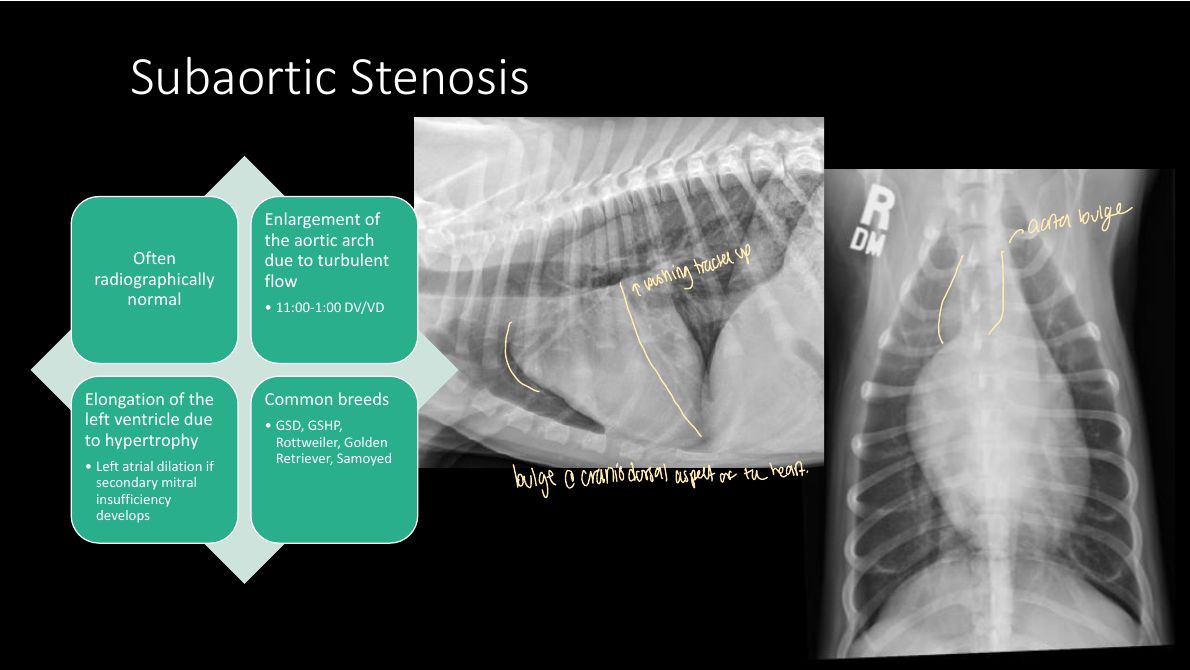 Subaortic Stenosis
Often
radiographically
normal
Enlargement of
the aortic arch
due to turbulent
flow
• 11:00-1:00 DV/VD
Elongation of the
left ventricle due
to hypertrophy
• Left atrial dilation if
secondary mitral
insufficiency
develops
Common breeds
• GSD, GSHP,
Rottweiler, Golden
Retriever, Samoyed
↑ pushing trachea up
bulge @ craniodorsal aspect of the heart.
R
DM
aorta bulge